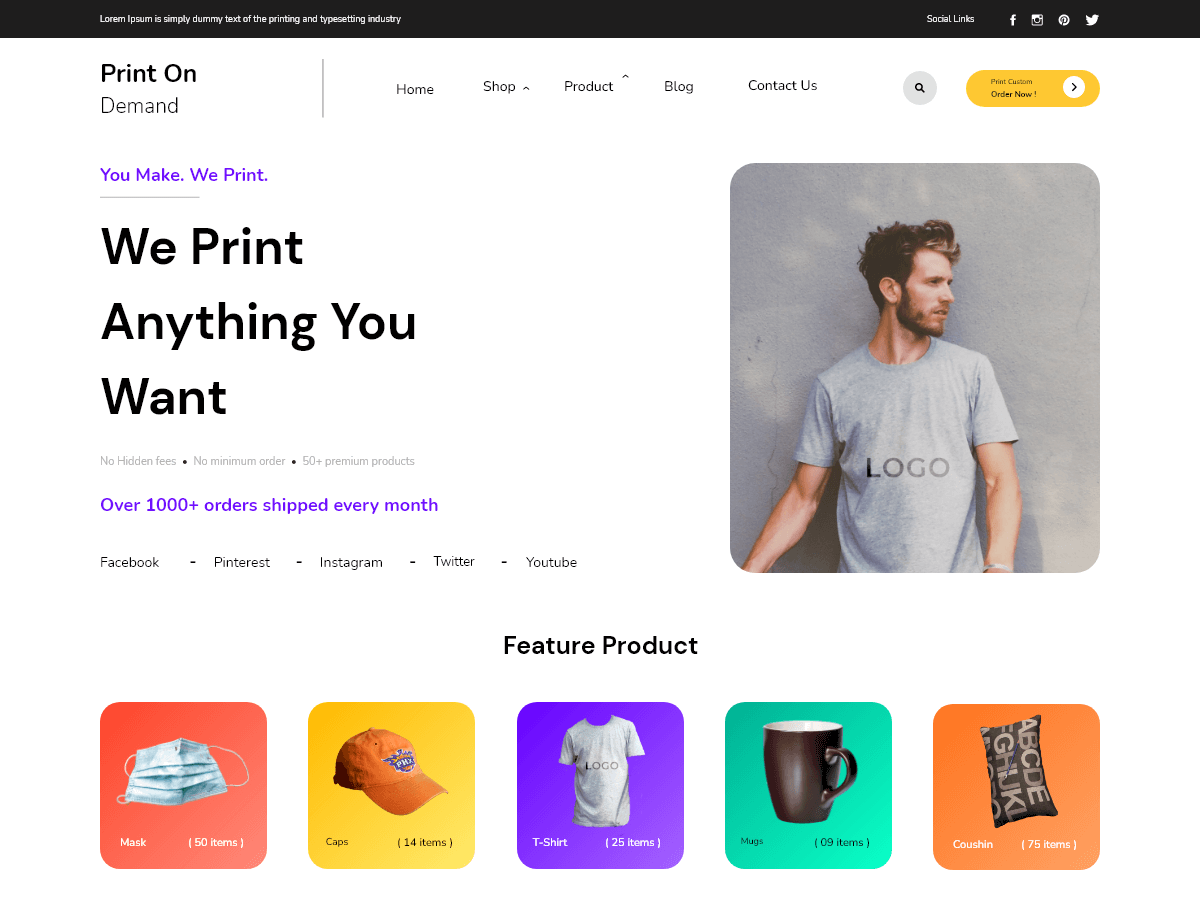 Lorem Ipsum is simply dummy text of the printing and typesetting industry
Social Links
Print On
Demand
Home
Shop
Product
Blog
Contact Us
Print Custom
Order Now !
You Make. We Print.
We Print
Anything You
Want
No Hidden fees • No minimum order • 50+ premium products
Over 1000+ orders shipped every month
Facebook - Pinterest - Instagram - Twitter - Youtube
LOGO
Feature Product
PHX
LOGO
ABCDE
Mask ( 50 items )
Caps ( 14 items )
T-Shirt ( 25 items )
Mugs ( 09 items )
Coushin ( 75 items )